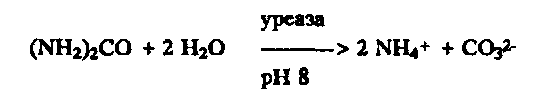 уреаза
(NH₂)₂CO + 2 H₂O ————> 2 NH₄⁺ + CO₃²⁻
pH 8